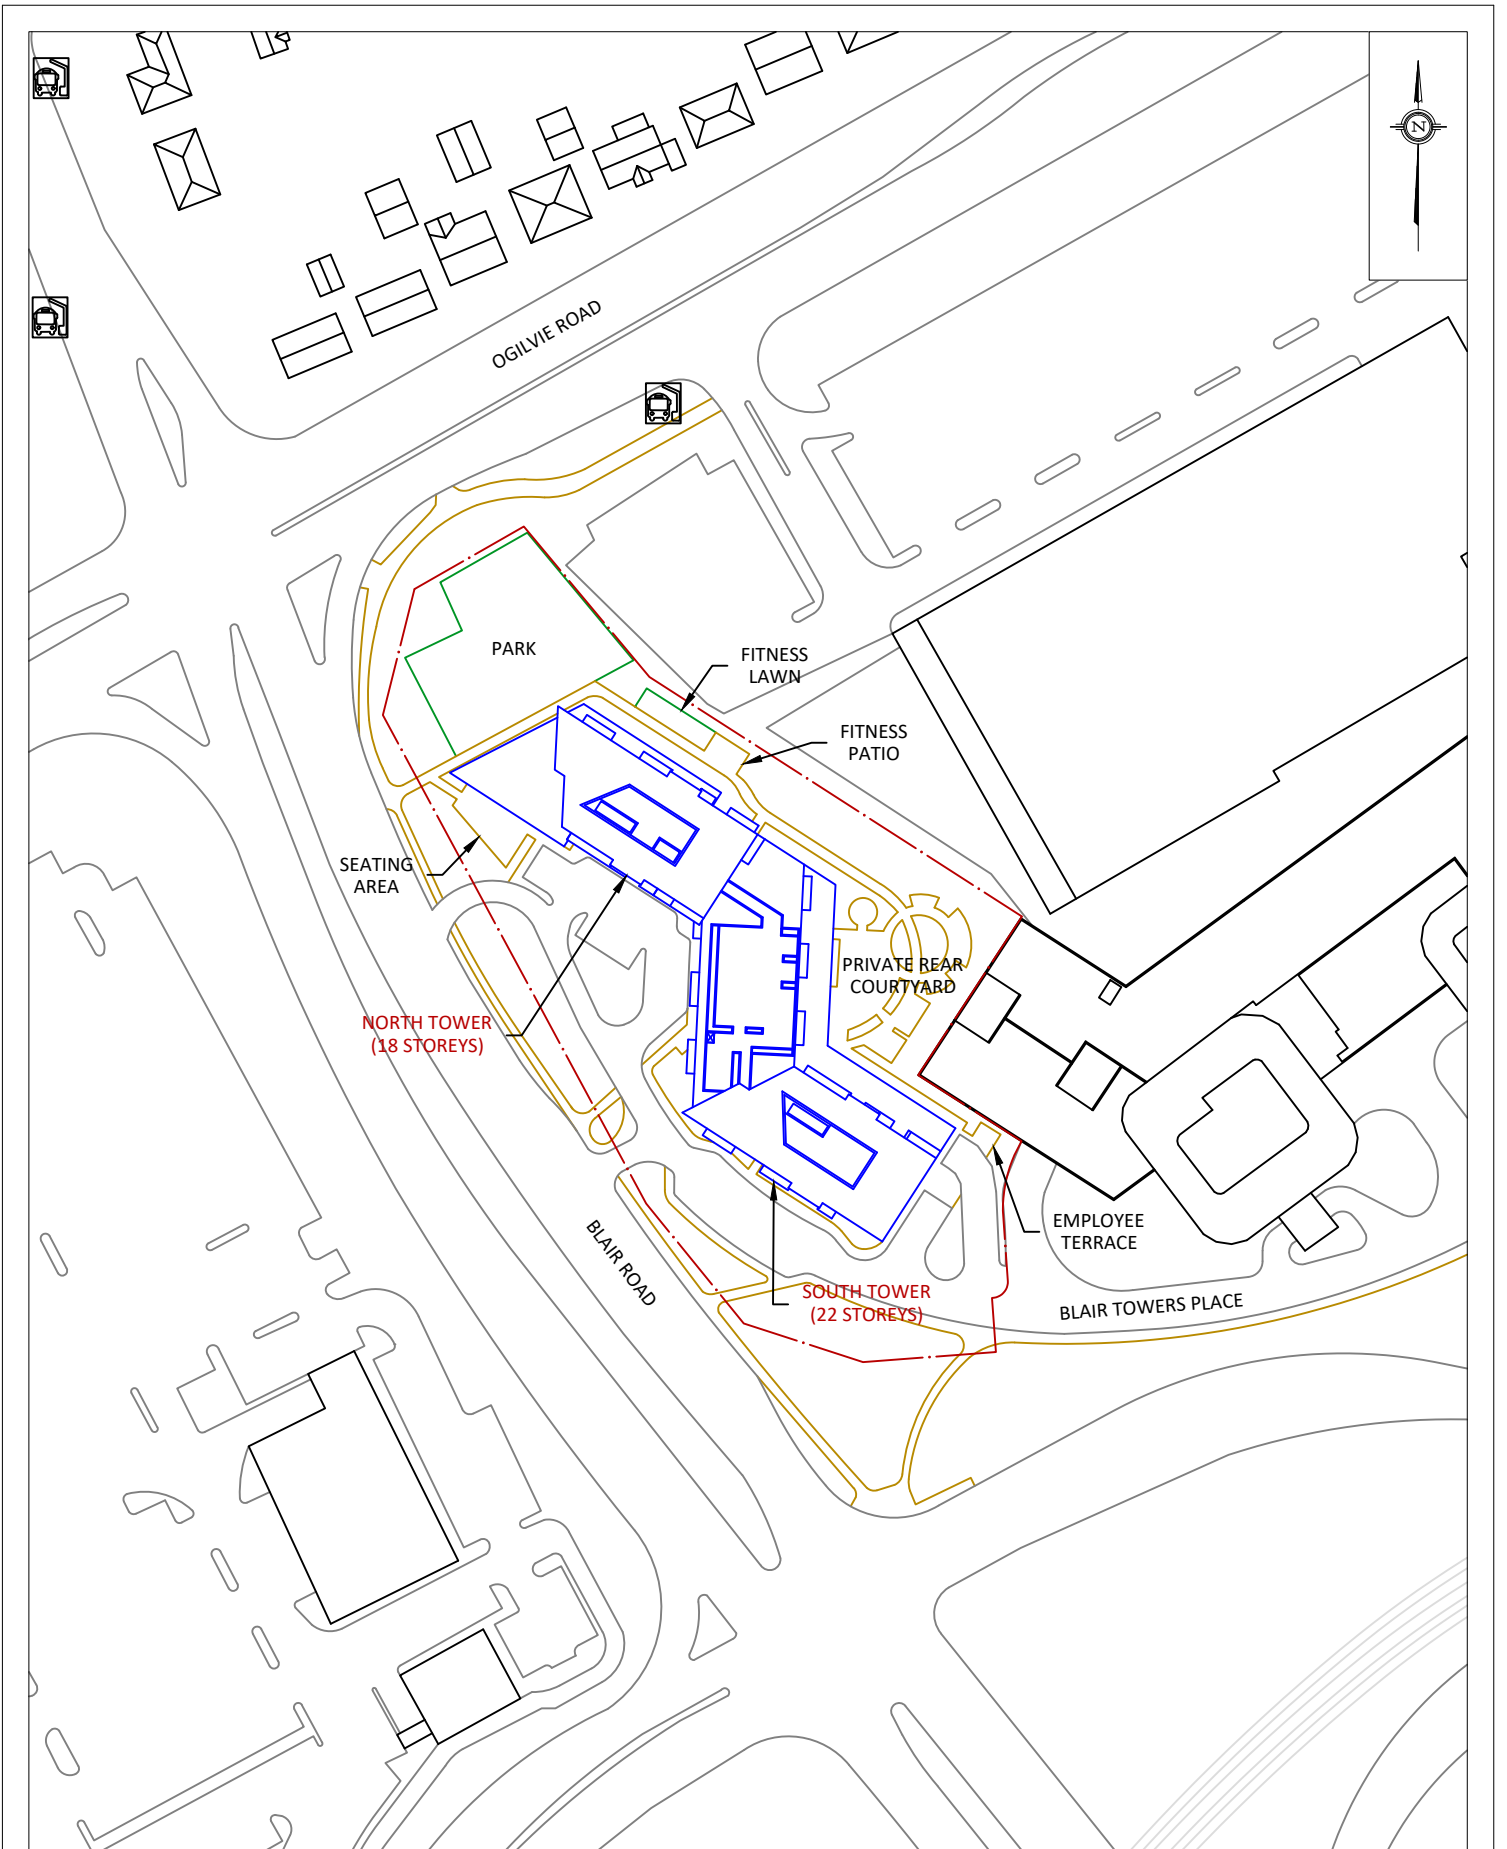 N
OGILVIE ROAD
PARK
FITNESS
LAWN
FITNESS
PATIO
SEATING
AREA
PRIVATE REAR
COURTYARD
NORTH TOWER
(18 STOREYS)
EMPLOYEE
TERRACE
BLAIR ROAD
SOUTH TOWER
(22 STOREYS)
BLAIR TOWERS PLACE